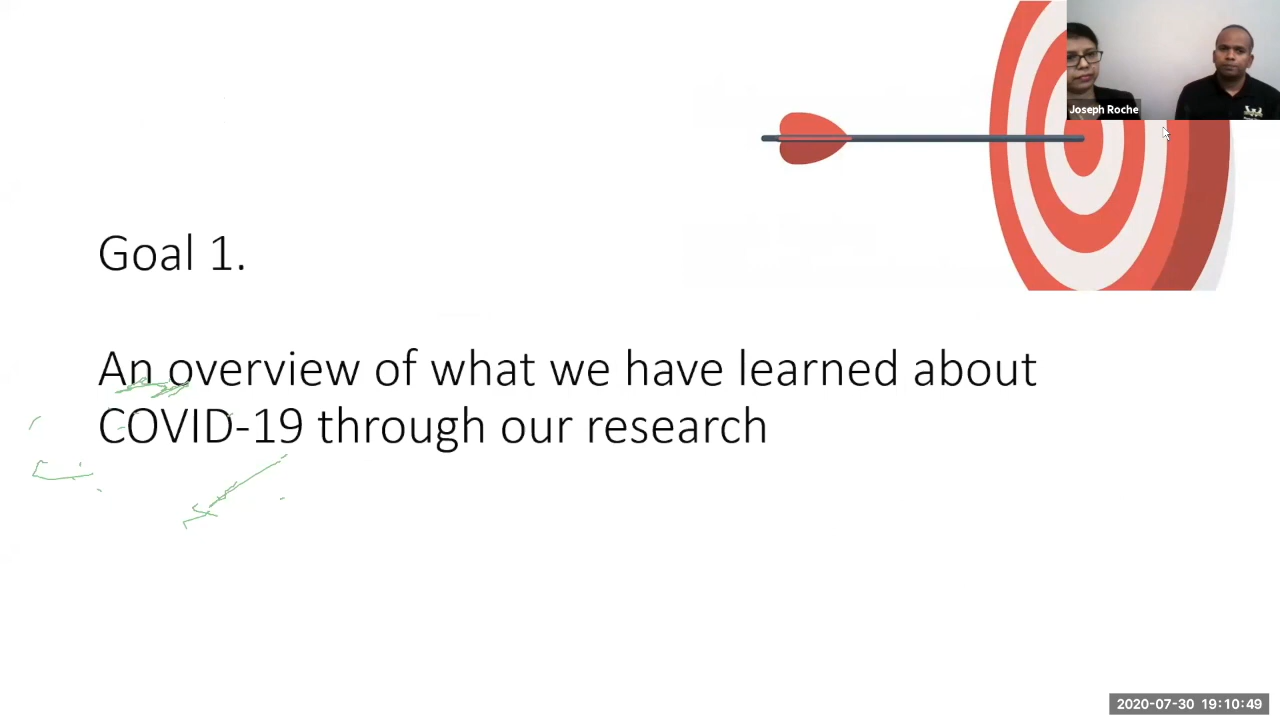 Joseph Roche
Goal 1.
An overview of what we have learned about
COVID-19 through our research
2020-07-30 19:10:49